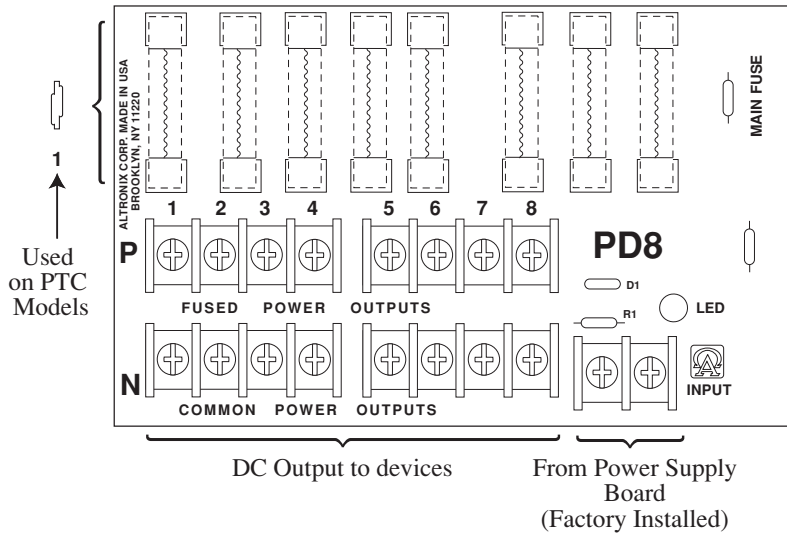 ALTRONIX CORP. MADE IN USA
BROOKLYN, NY 11220
MAIN FUSE
1
Used
on PTC
Models
1 2 3 4 5 6 7 8
P
PD8
D1
FUSED POWER OUTPUTS
R1
LED
N
INPUT
COMMON POWER OUTPUTS
DC Output to devices
From Power Supply
Board
(Factory Installed)